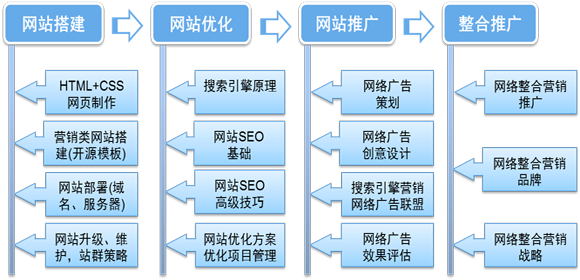 网站搭建
网站优化
网站推广
整合推广
HTML+CSS
网页制作
营销类网站搭
建(开源模板)
网站部署(域
名、服务器)
网站升级、维
护，站群策略
搜索引擎原理
网站SEO
基础
网站SEO
高级技巧
网站优化方案
优化项目管理
网络广告
策划
网络广告
创意设计
搜索引擎营销
网络广告联盟
网络广告
效果评估
网络整合营销
推广
网络整合营销
品牌
网络整合营销
战略